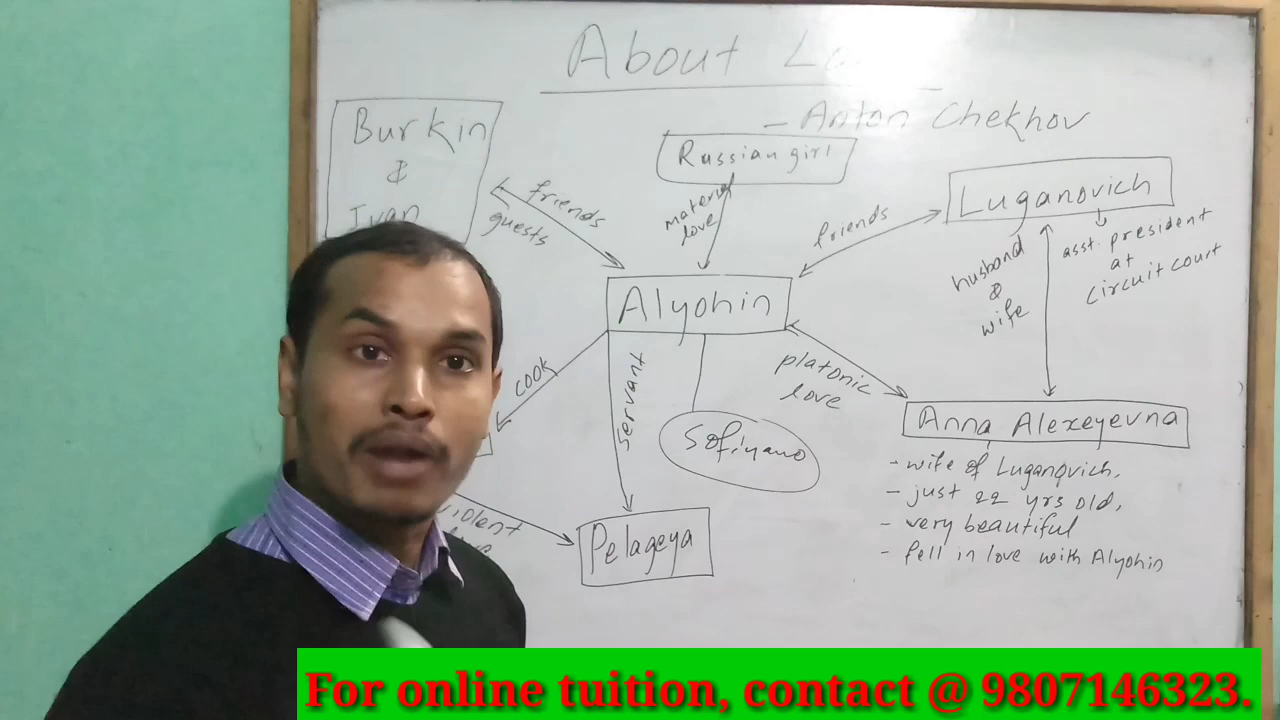 About
- Anton Chekhov
Burkin
&
Ivan
friends
guests
Russian girl
material
love
friends
Luganovich
asst. president
at
circuit court
husband
&
wife
Alyohin
cook
servant
Sofiyano
platonic
love
Anna Alexeyevna
- wife of Luganovich,
- just 22 yrs old,
- very beautiful
- fell in love with Alyohin
Pelageya
For online tuition, contact @ 9807146323.